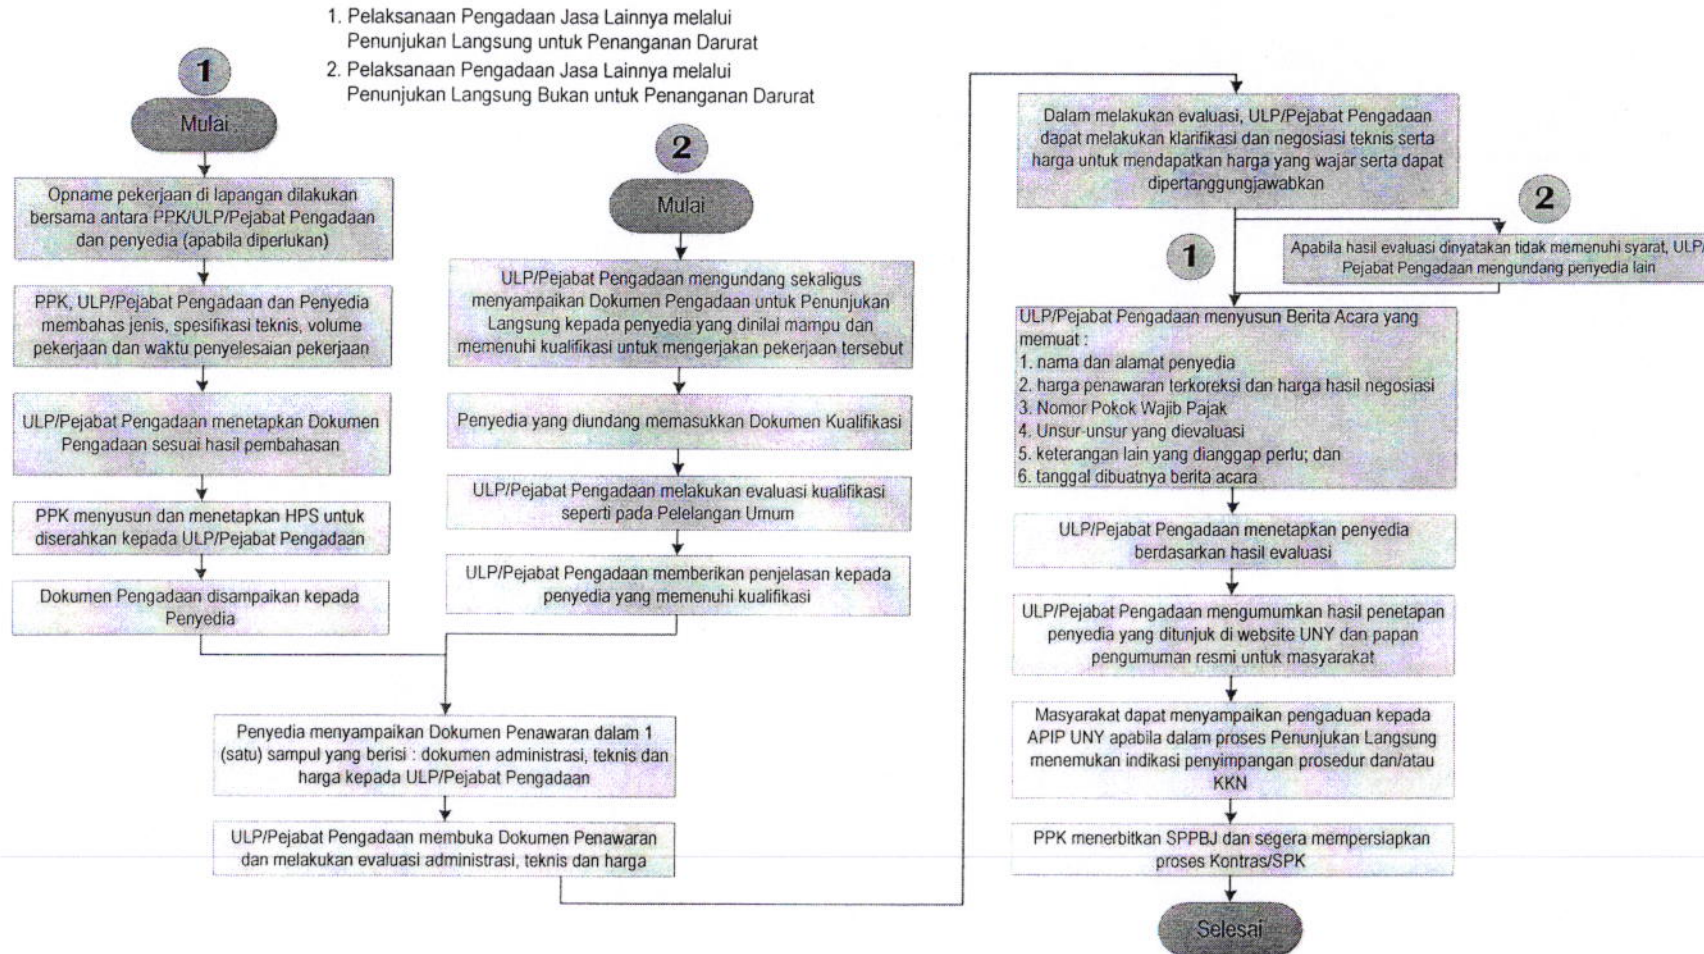 1. Pelaksanaan Pengadaan Jasa Lainnya melalui
Penunjukan Langsung untuk Penanganan Darurat
2. Pelaksanaan Pengadaan Jasa Lainnya melalui
Penunjukan Langsung Bukan untuk Penanganan Darurat
1
Mulai
Opname pekerjaan di lapangan dilakukan
bersama antara PPK/ULP/Pejabat Pengadaan
dan penyedia (apabila diperlukan)
PPK, ULP/Pejabat Pengadaan dan Penyedia
membahas jenis, spesifikasi teknis, volume
pekerjaan dan waktu penyelesaian pekerjaan
ULP/Pejabat Pengadaan menetapkan Dokumen
Pengadaan sesuai hasil pembahasan
PPK menyusun dan menetapkan HPS untuk
diserahkan kepada ULP/Pejabat Pengadaan
Dokumen Pengadaan disampaikan kepada
Penyedia
2
Mulai
ULP/Pejabat Pengadaan mengundang sekaligus
menyampaikan Dokumen Pengadaan untuk Penunjukan
Langsung kepada penyedia yang dinilai mampu dan
memenuhi kualifikasi untuk mengerjakan pekerjaan tersebut
Penyedia yang diundang memasukkan Dokumen Kualifikasi
ULP/Pejabat Pengadaan melakukan evaluasi kualifikasi
seperti pada Pelelangan Umum
ULP/Pejabat Pengadaan memberikan penjelasan kepada
penyedia yang memenuhi kualifikasi
Penyedia menyampaikan Dokumen Penawaran dalam 1
(satu) sampul yang berisi : dokumen administrasi, teknis dan
harga kepada ULP/Pejabat Pengadaan
ULP/Pejabat Pengadaan membuka Dokumen Penawaran
dan melakukan evaluasi administrasi, teknis dan harga
Dalam melakukan evaluasi, ULP/Pejabat Pengadaan
dapat melakukan klarifikasi dan negosiasi teknis serta
harga untuk mendapatkan harga yang wajar serta dapat
dipertanggungjawabkan
2
1
Apabila hasil evaluasi dinyatakan tidak memenuhi syarat, ULP/
Pejabat Pengadaan mengundang penyedia lain
ULP/Pejabat Pengadaan menyusun Berita Acara yang
memuat :
1. nama dan alamat penyedia
2. harga penawaran terkoreksi dan harga hasil negosiasi
3. Nomor Pokok Wajib Pajak
4. Unsur-unsur yang dievaluasi
5. keterangan lain yang dianggap perlu; dan
6. tanggal dibuatnya berita acara
ULP/Pejabat Pengadaan menetapkan penyedia
berdasarkan hasil evaluasi
ULP/Pejabat Pengadaan mengumumkan hasil penetapan
penyedia yang ditunjuk di website UNY dan papan
pengumuman resmi untuk masyarakat
Masyarakat dapat menyampaikan pengaduan kepada
APIP UNY apabila dalam proses Penunjukan Langsung
menemukan indikasi penyimpangan prosedur dan/atau
KKN
PPK menerbitkan SPPBJ dan segera mempersiapkan
proses Kontras/SPK
Selesai